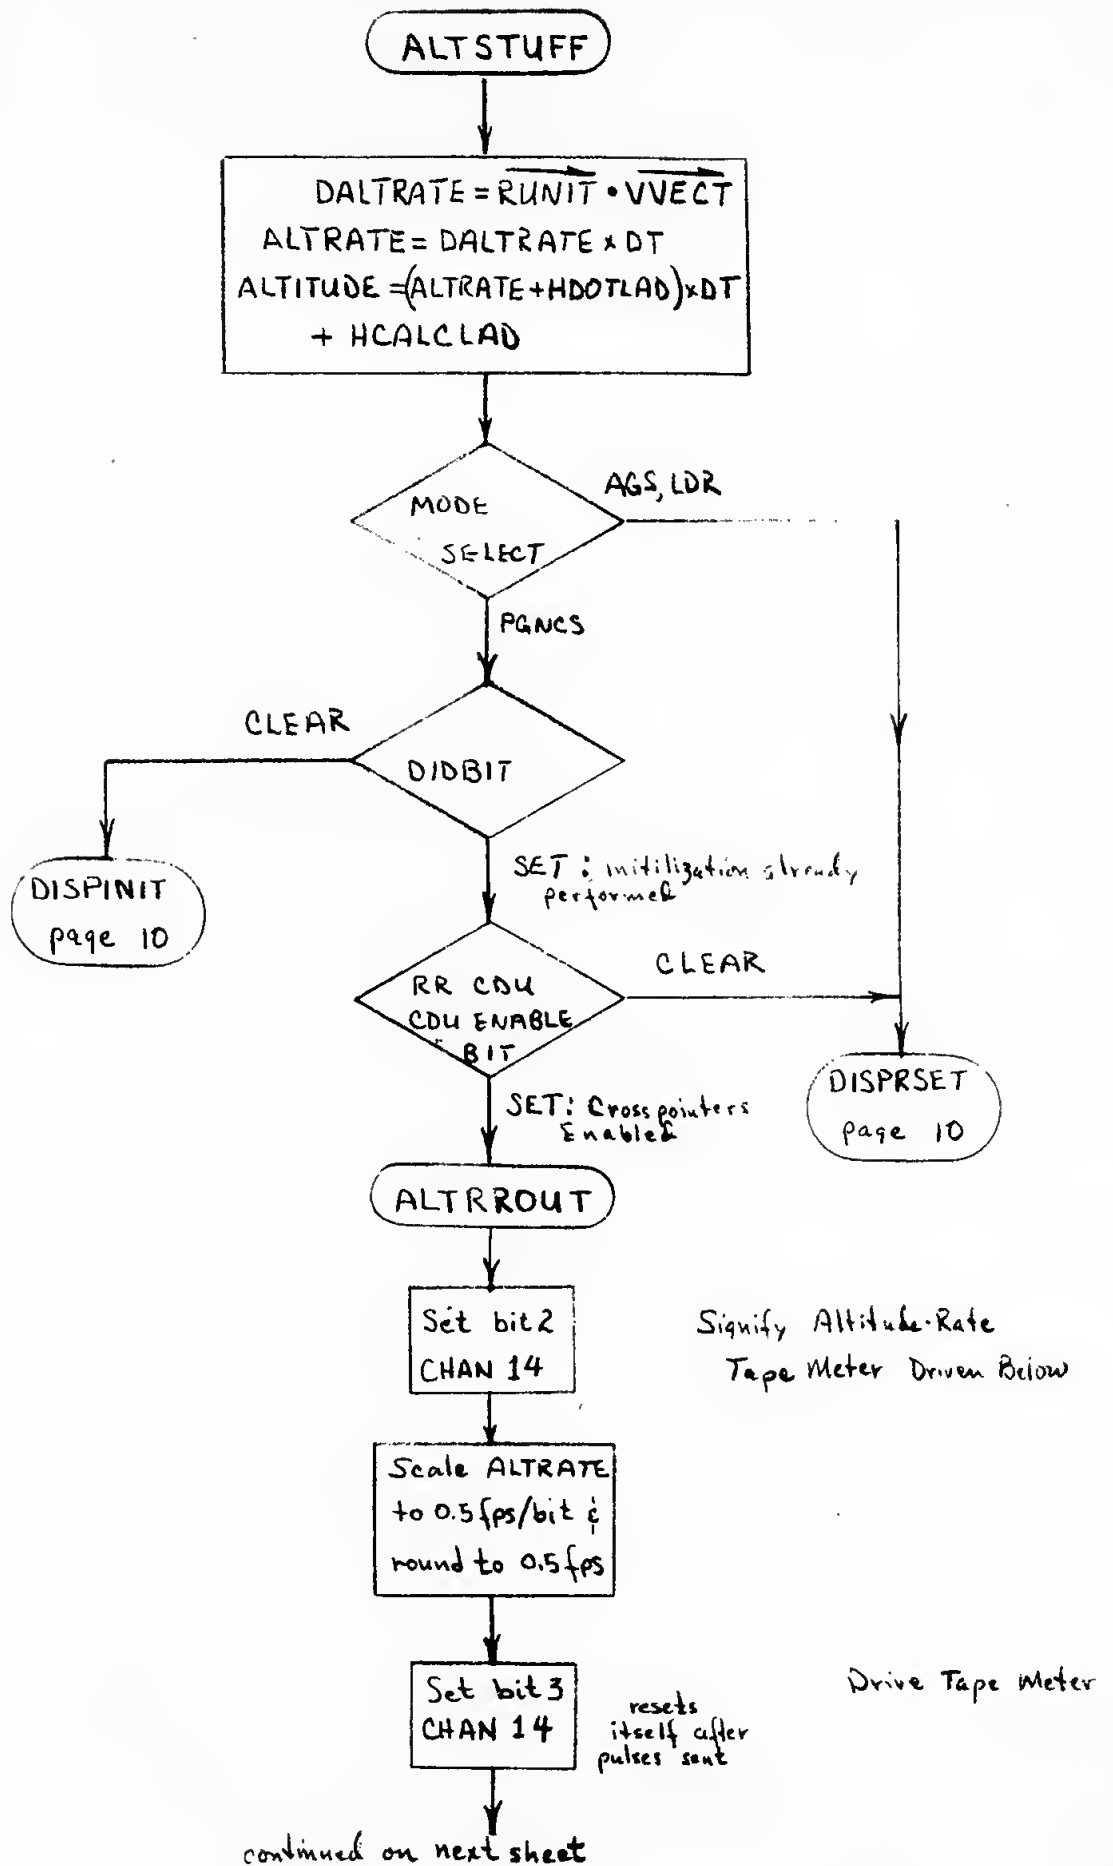 ALTSTUFF
DALTRATE = RUNIT • VVECT
ALTRATE = DALTRATE × DT
ALTITUDE = (ALTRATE + HDOTLAD) × DT
+ HCALCLAD
MODE
SELECT
AGS, LDR
PGNCS
CLEAR
DIDBIT
DISPINIT
page 10
SET: initilization already
performed
RR CDU
CDU ENABLE
BIT
CLEAR
DISPRSET
page 10
SET: Crosspointers
Enabled
ALTRROUT
Set bit 2
CHAN 14
Signify Altitude-Rate
Tape Meter Driven Below
Scale ALTRATE
to 0.5 fps/bit &
round to 0.5 fps
Set bit 3
CHAN 14
resets
itself after
pulses sent
Drive Tape Meter
continued on next sheet